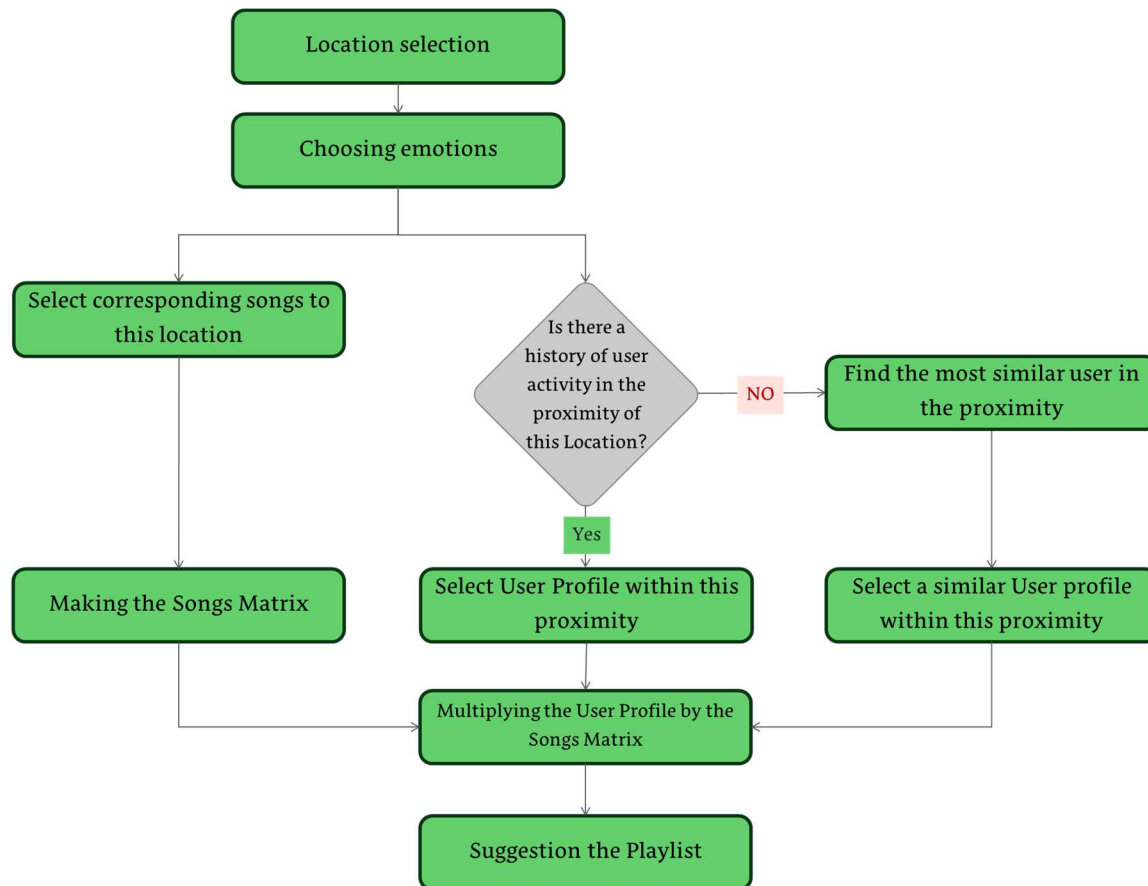 Location selection
Choosing emotions
Select corresponding songs to
this location
Is there a
history of user
activity in the
proximity of
this Location?
NO
Find the most similar user in
the proximity
Yes
Making the Songs Matrix
Select User Profile within this
proximity
Select a similar User profile
within this proximity
Multiplying the User Profile by the
Songs Matrix
Suggestion the Playlist